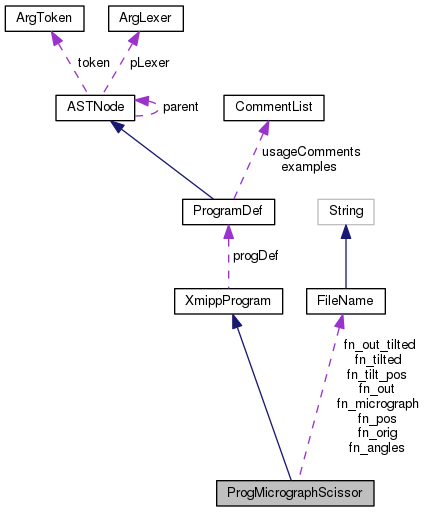 ArgToken
ArgLexer
token
pLexer
ASTNode
parent
CommentList
usageComments
examples
ProgramDef
String
progDef
XmippProgram
FileName
fn_out_tilted
fn_tilted
fn_tilt_pos
fn_out
fn_micrograph
fn_pos
fn_orig
fn_angles
ProgMicrographScissor